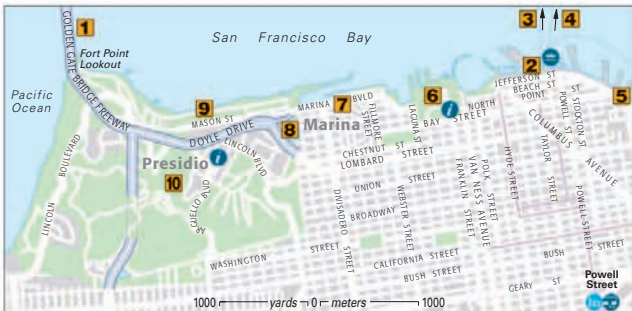 1
3
4
San Francisco Bay
GOLDEN GATE BRIDGE FREEWAY
Fort Point
Lookout
Pacific
Ocean
2
JEFFERSON ST
BEACH ST
POINT
5
9
MASON ST
MARINA BVLD
7
6
i
BAY STREET
NORTH
DOYLE DRIVE
8
Marina
FILLMORE STREET
LAGUNA ST
POWELL ST
STOCKTON ST
COLUMBUS AVENUE
Presidio
i
LINCOLN BLVD
CHESTNUT ST
LOMBARD STREET
10
LINCOLN BOULEVARD
ARGUELLO BLVD
UNION STREET
BROADWAY
DIVISADERO STREET
WEBSTER STREET
FRANKLIN STREET
VAN NESS AVENUE
POLK STREET
HYDE STREET
TAYLOR STREET
POWELL STREET
WASHINGTON STREET
CALIFORNIA STREET
BUSH STREET
BUSH STREET
GEARY ST
Powell
Street
1000 yards 0 meters 1000